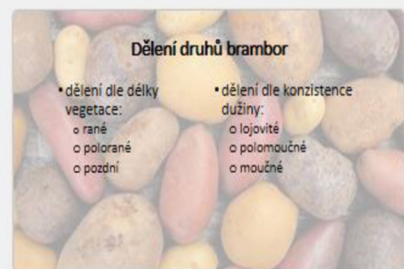 Dělení druhů brambor
• dělení dle délky
vegetace:
o rané
o polorané
o pozdní
• dělení dle konzistence
dužiny:
o lojovité
o polomoučné
o moučné